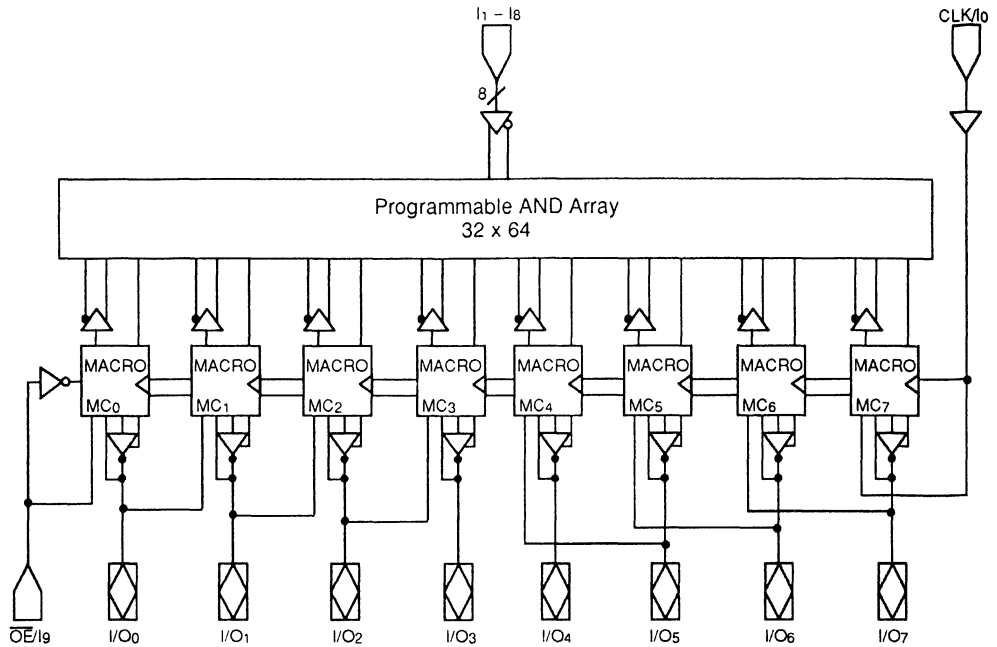 I1 – I8
CLK/I0
8
Programmable AND Array
32 x 64
MACRO MACRO MACRO MACRO MACRO MACRO MACRO MACRO
MC0 MC1 MC2 MC3 MC4 MC5 MC6 MC7
O̅E̅/I9 I/O0 I/O1 I/O2 I/O3 I/O4 I/O5 I/O6 I/O7